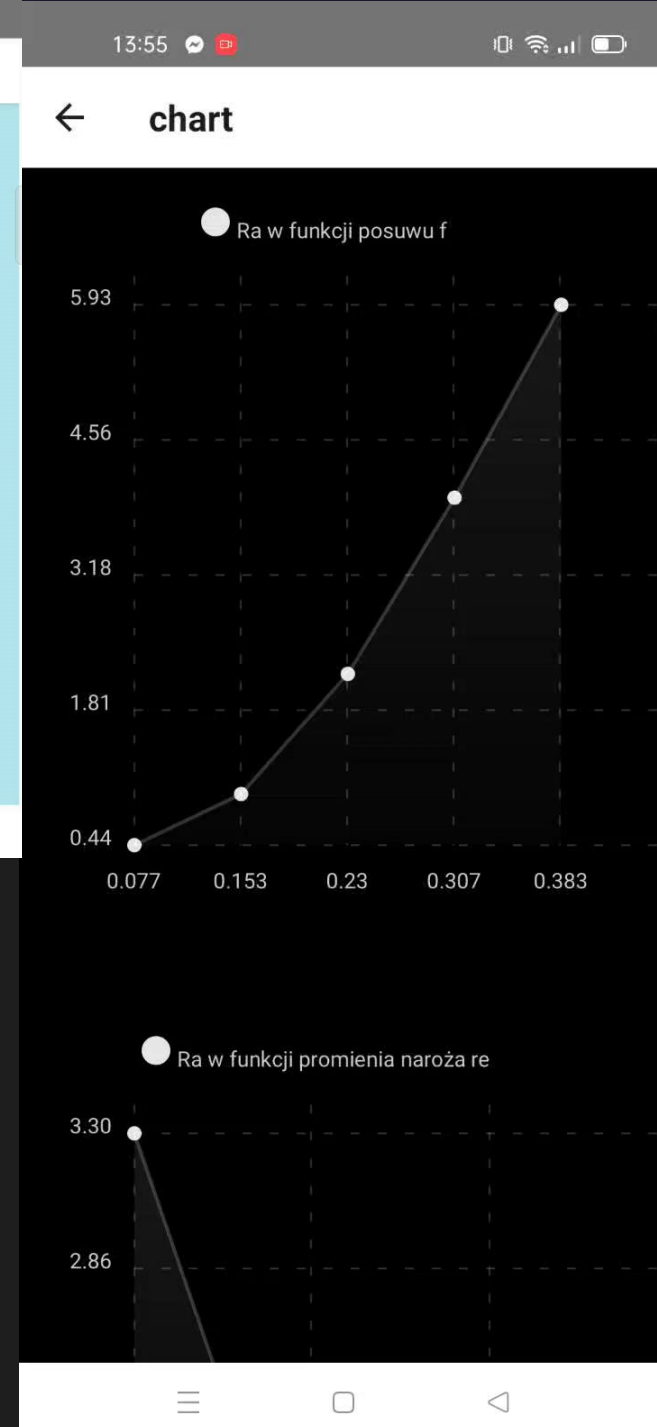 13:55
chart
Ra w funkcji posuwu f
5.93
4.56
3.18
1.81
0.44
0.077 0.153 0.23 0.307 0.383
Ra w funkcji promienia naroża re
3.30
2.86